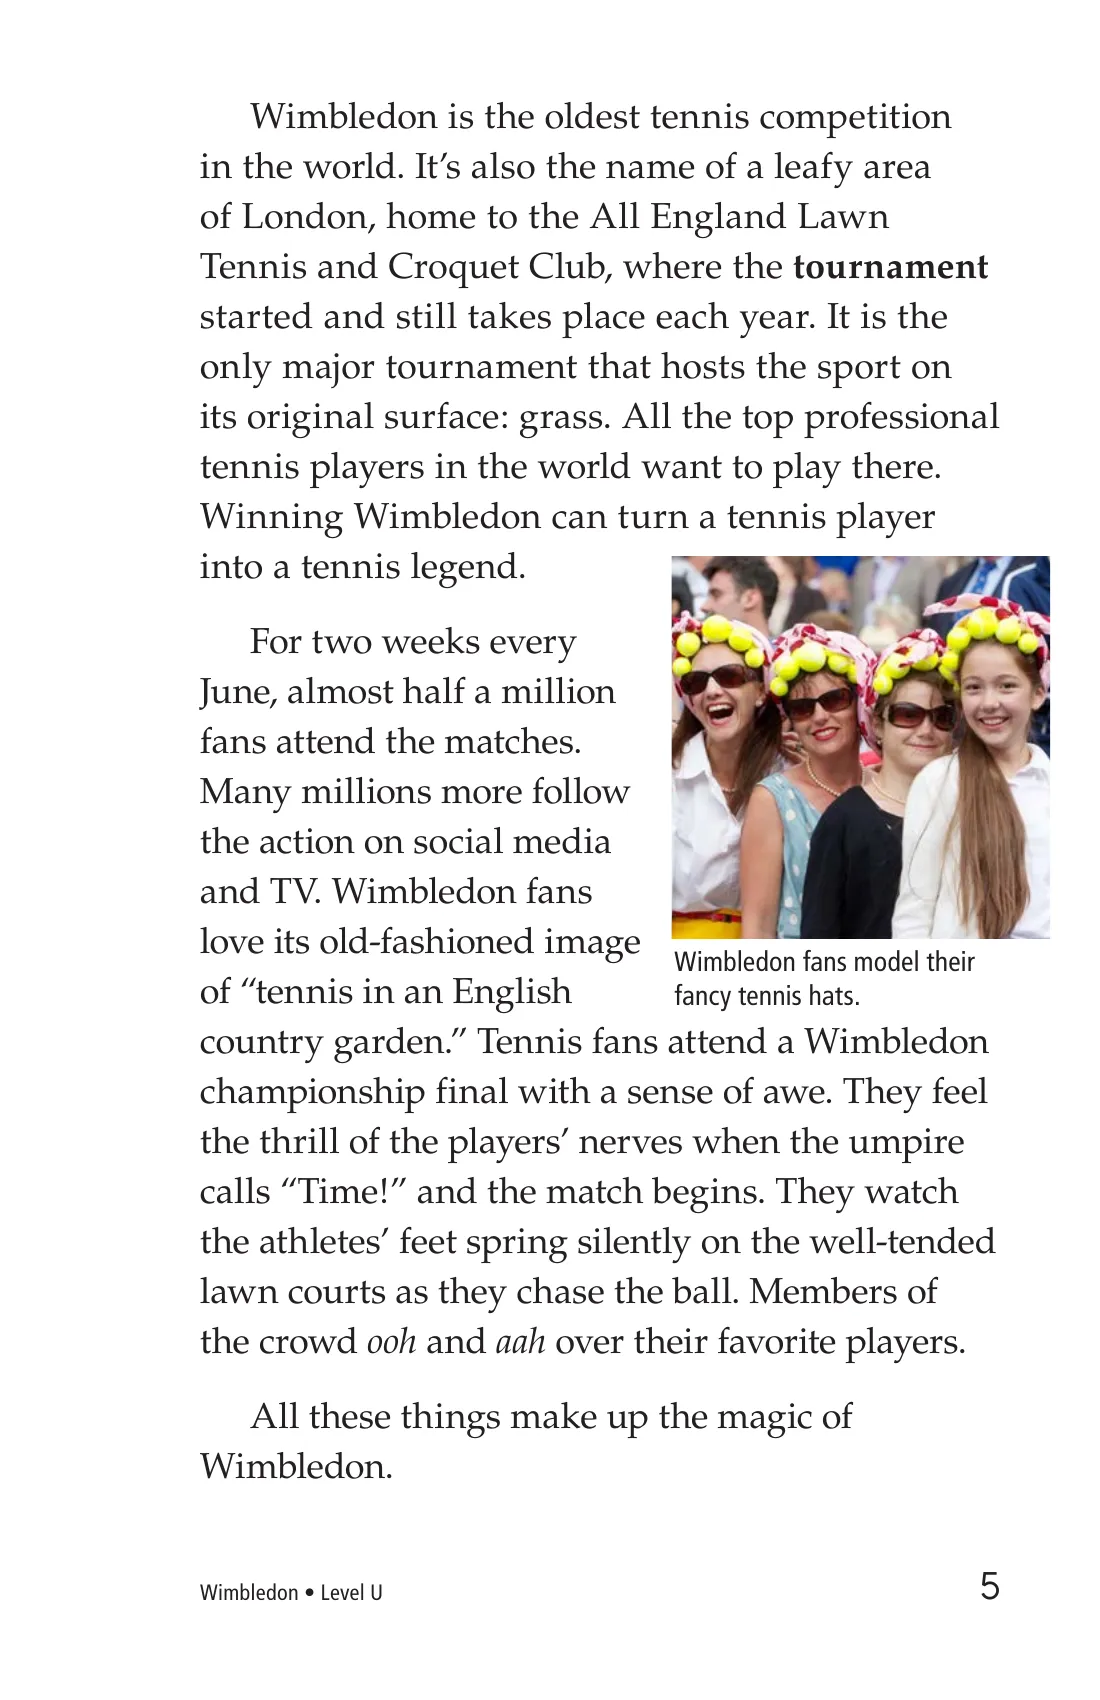 Wimbledon is the oldest tennis competition
in the world. It’s also the name of a leafy area
of London, home to the All England Lawn
Tennis and Croquet Club, where the tournament
started and still takes place each year. It is the
only major tournament that hosts the sport on
its original surface: grass. All the top professional
tennis players in the world want to play there.
Winning Wimbledon can turn a tennis player
into a tennis legend.
For two weeks every
June, almost half a million
fans attend the matches.
Many millions more follow
the action on social media
and TV. Wimbledon fans
love its old-fashioned image
of “tennis in an English
country garden.” Tennis fans attend a Wimbledon
championship final with a sense of awe. They feel
the thrill of the players’ nerves when the umpire
calls “Time!” and the match begins. They watch
the athletes’ feet spring silently on the well-tended
lawn courts as they chase the ball. Members of
the crowd ooh and aah over their favorite players.
Wimbledon fans model their
fancy tennis hats.
All these things make up the magic of
Wimbledon.
Wimbledon • Level U
5